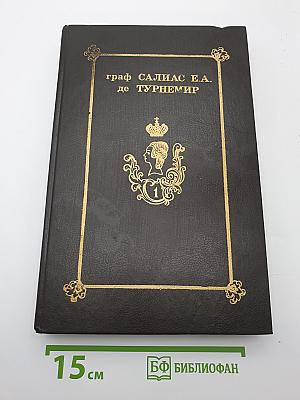 граф САЛИАС Е.А.
де ТУРНЕМИР
С 1
15 см
БФ БИБЛИОФАН